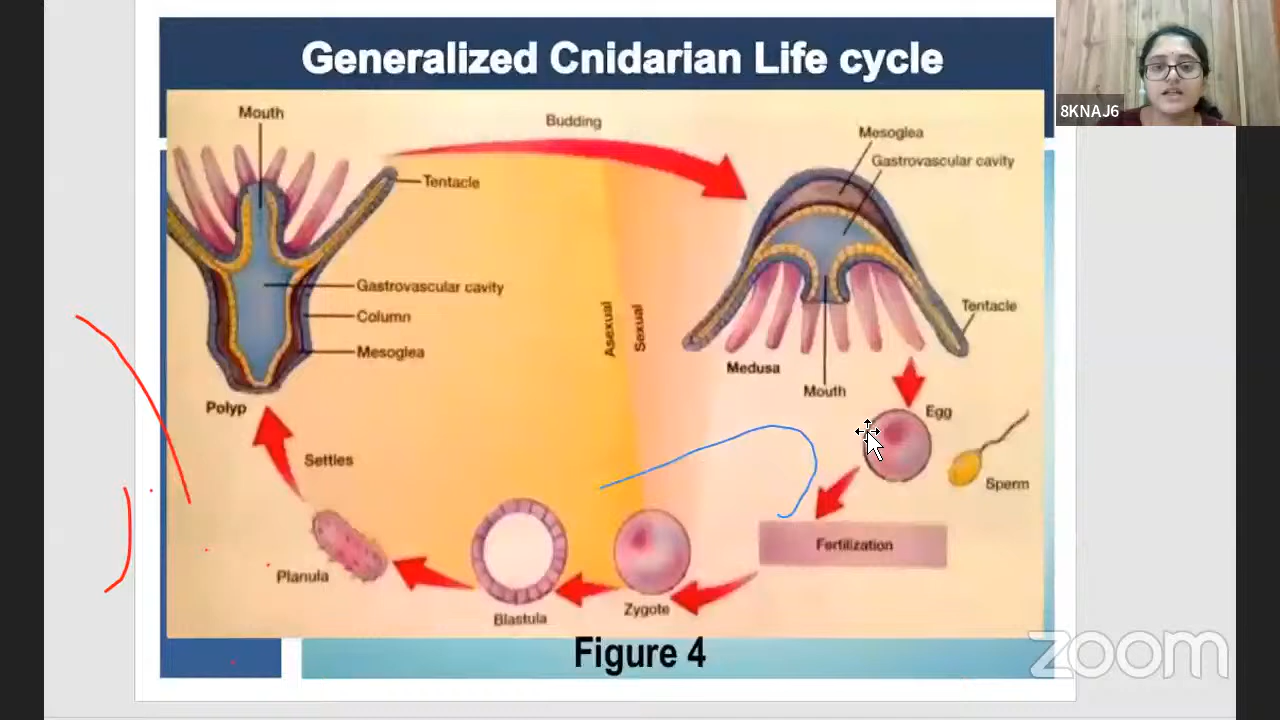 Generalized Cnidarian Life cycle
8KNAJ6
Mouth
Budding
Mesoglea
Gastrovascular cavity
Tentacle
Gastrovascular cavity
Column
Mesoglea
Asexual
Sexual
Tentacle
Medusa
Mouth
Polyp
Egg
Settles
Sperm
Fertilization
Planula
Zygote
Blastula
Figure 4
zoom